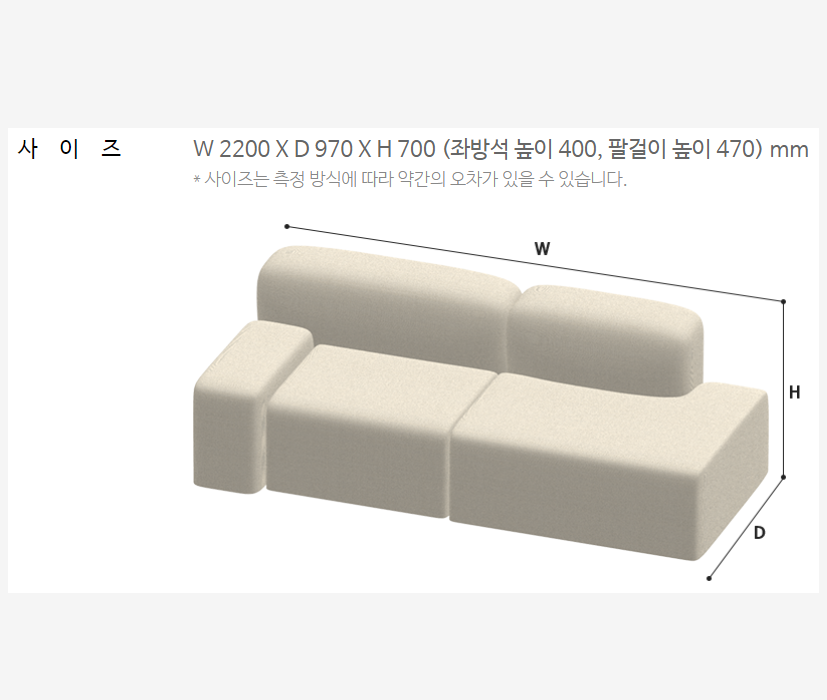 사 이 즈 W 2200 X D 970 X H 700 (좌방석 높이 400, 팔걸이 높이 470) mm
* 사이즈는 측정 방식에 따라 약간의 오차가 있을 수 있습니다.
W
H
D